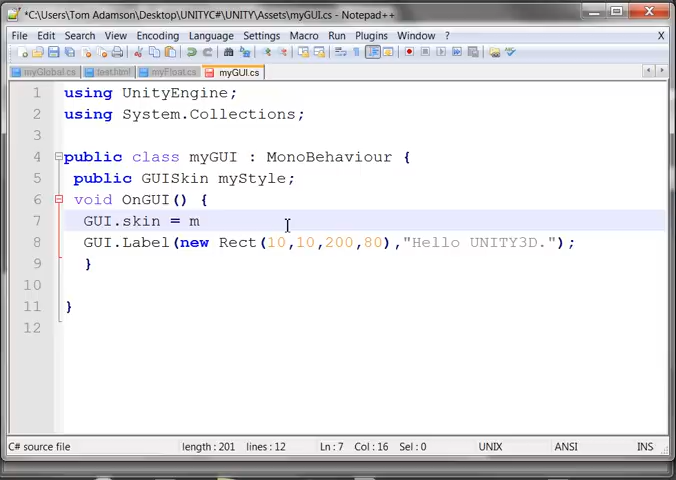 *C:\Users\Tom Adamson\Desktop\UNITYC#\UNITY\Assets\myGUI.cs - Notepad++
File Edit Search View Encoding Language Settings Macro Run Plugins Window ? X
myGlobal.cs test.html myFloat.cs myGUI.cs
1 using UnityEngine;
2 using System.Collections;
3
4 public class myGUI : MonoBehaviour {
5 public GUISkin myStyle;
6 void OnGUI() {
7 GUI.skin = m
8 GUI.Label(new Rect(10,10,200,80),"Hello UNITY3D.");
9 }
10
11 }
12
C# source file length : 201 lines : 12 Ln : 7 Col : 16 Sel : 0 UNIX ANSI INS